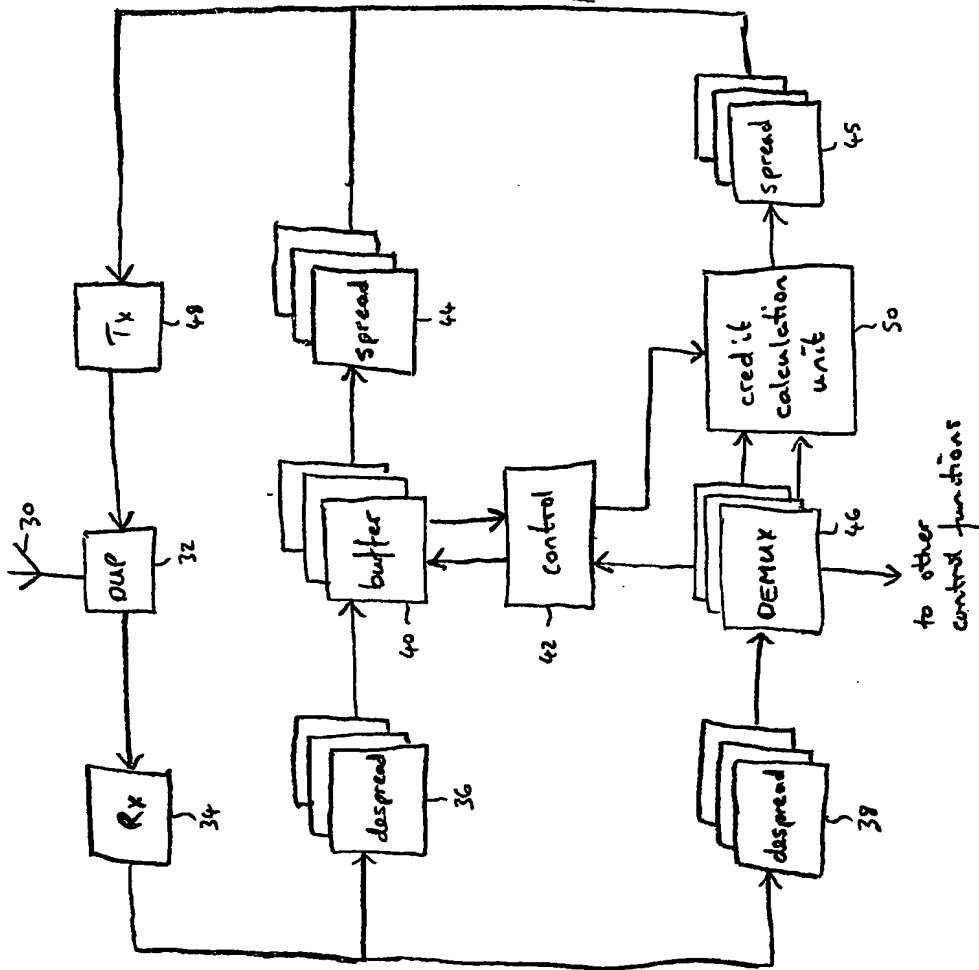 30
DUP
32
Rx
34
Tx
48
despread
36
buffer
40
spread
44
control
42
despread
38
DEMUX
46
credit
calculation
unit
50
spread
45
to other
control functions